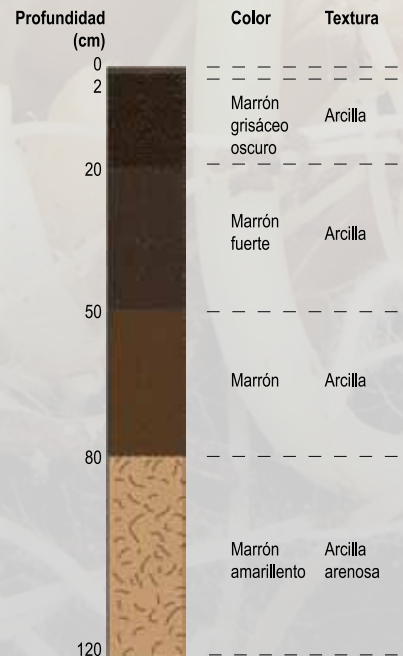 Profundidad Color Textura
(cm)
0
2
Marrón
grisáceo Arcilla
oscuro
20
Marrón
fuerte Arcilla
50
Marrón Arcilla
80
Marrón Arcilla
amarillento arenosa
120